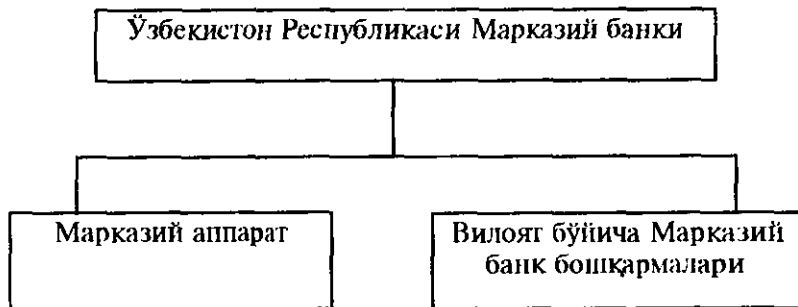 Ўзбекистон Республикаси Марказий банки
Марказий аппарат
Вилоят бўйича Марказий
банк бошқармалари